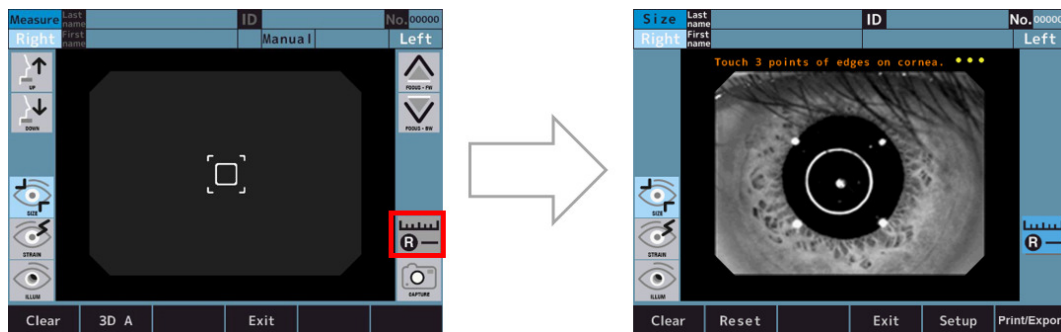 Measure Last name ID No. 00000
Right First name Manual Left
UP
DOWN
FOCUS - FW
FOCUS - BW
SIZE
STRAIN
ILLUM
R
CAPTURE
Clear 3D A Exit
Size Last name ID No. 00000
Right First name Left
Touch 3 points of edges on cornea.
SIZE
STRAIN
ILLUM
R
Clear Reset Exit Setup Print/Expor